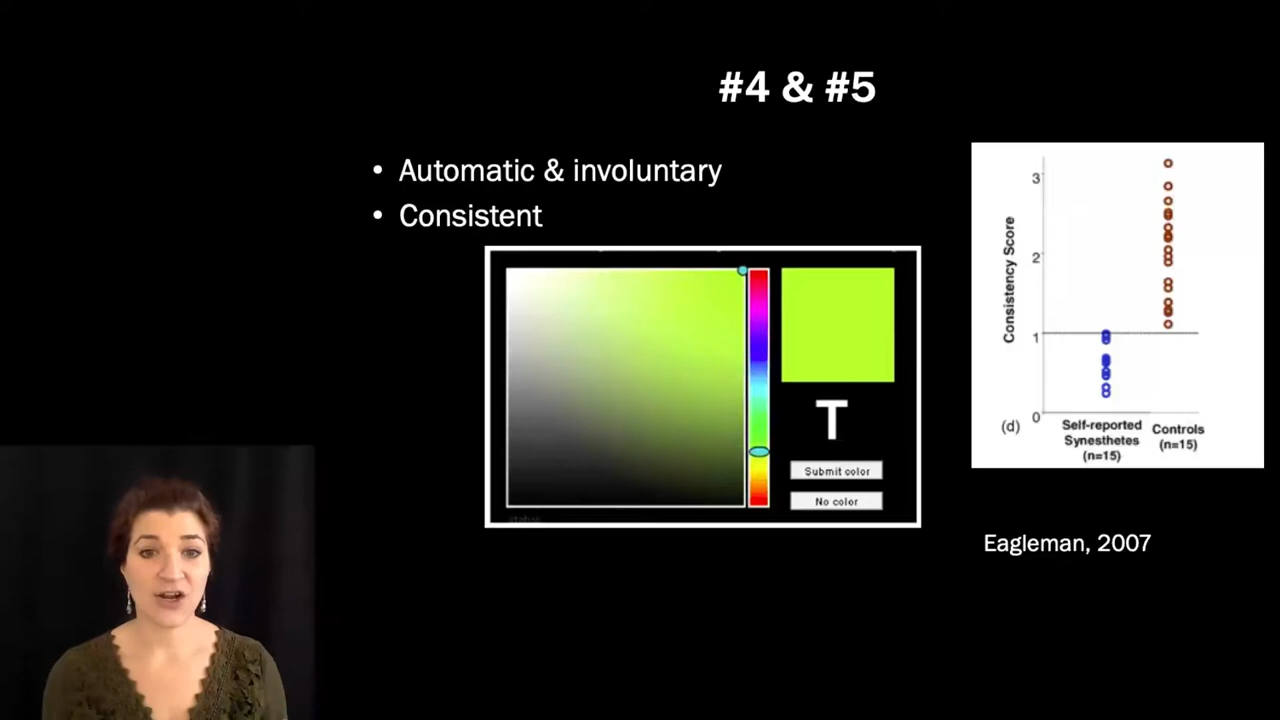 #4 & #5
• Automatic & involuntary
• Consistent
T
Submit color
No color
Consistency Score
3
2
1
0
(d)
Self-reported
Synesthetes
(n=15)
Controls
(n=15)
Eagleman, 2007